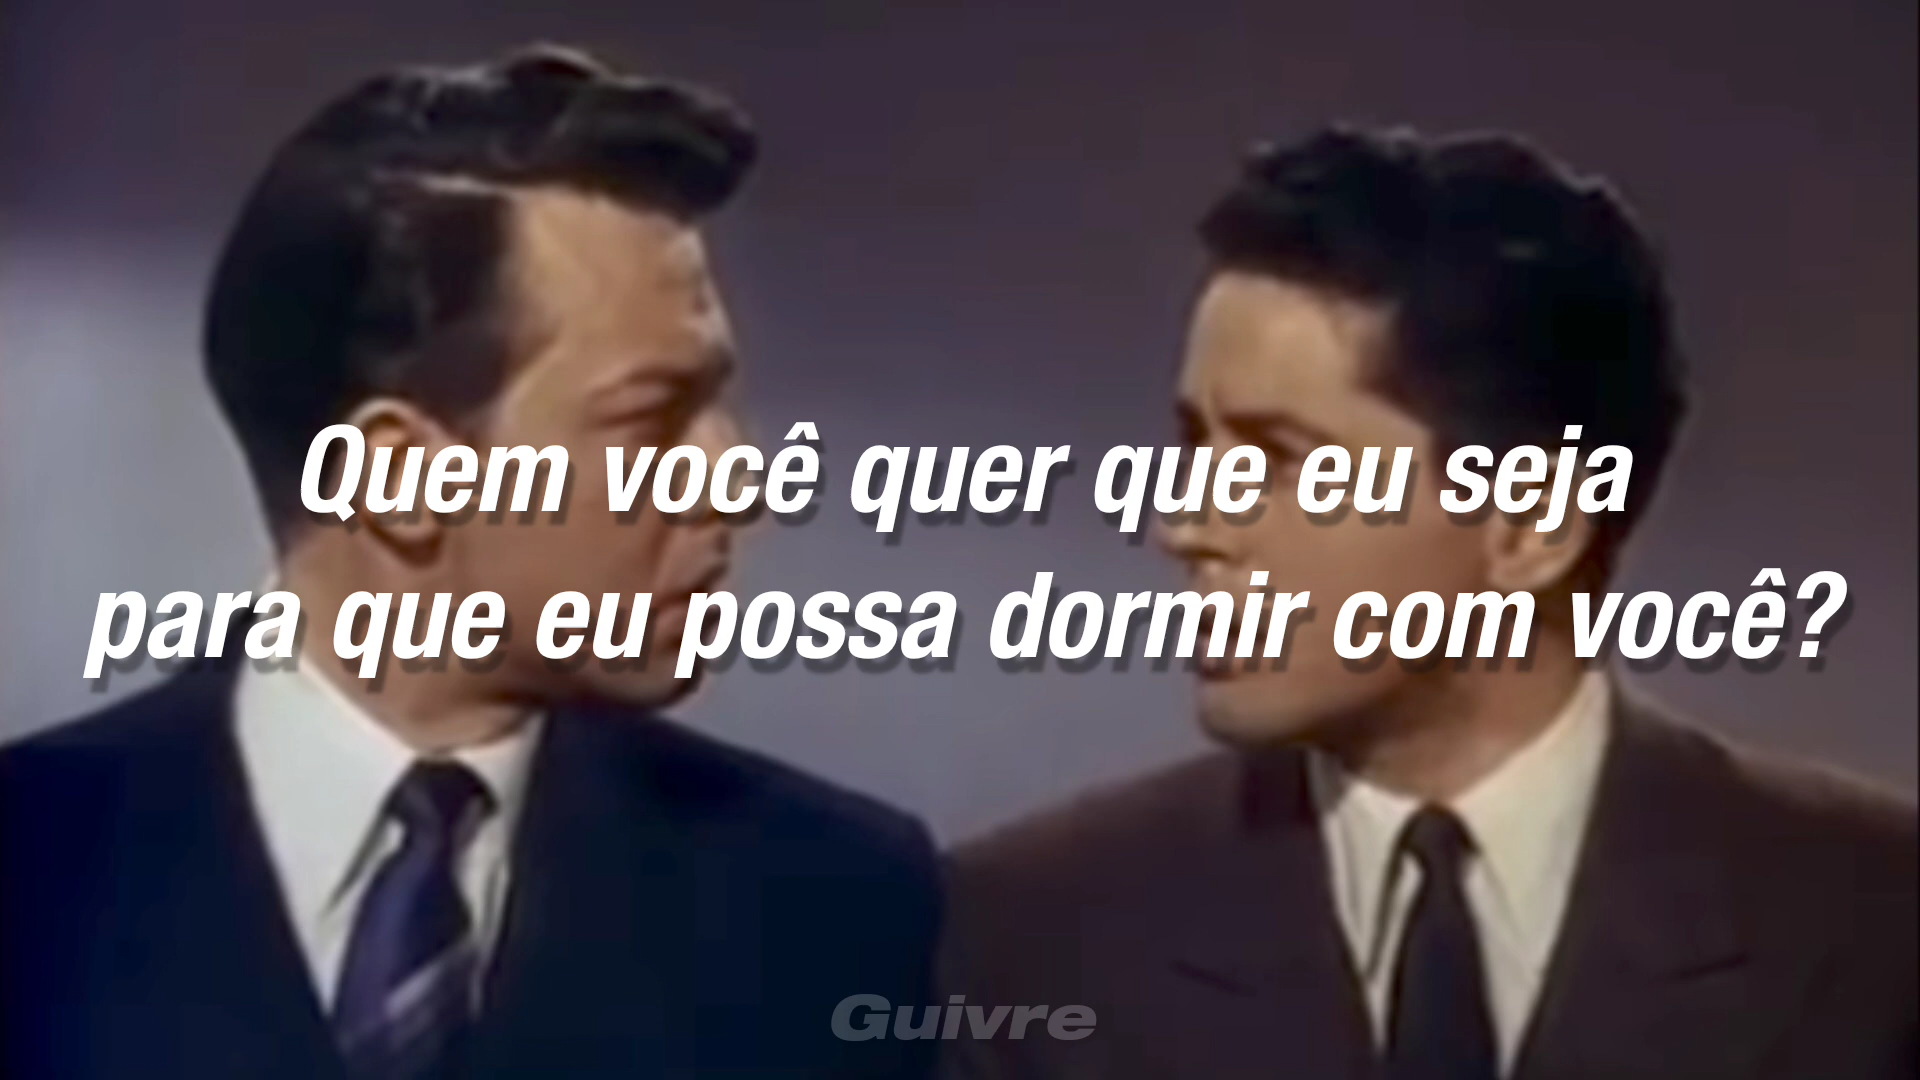 Quem você quer que eu seja
para que eu possa dormir com você?
Guivre